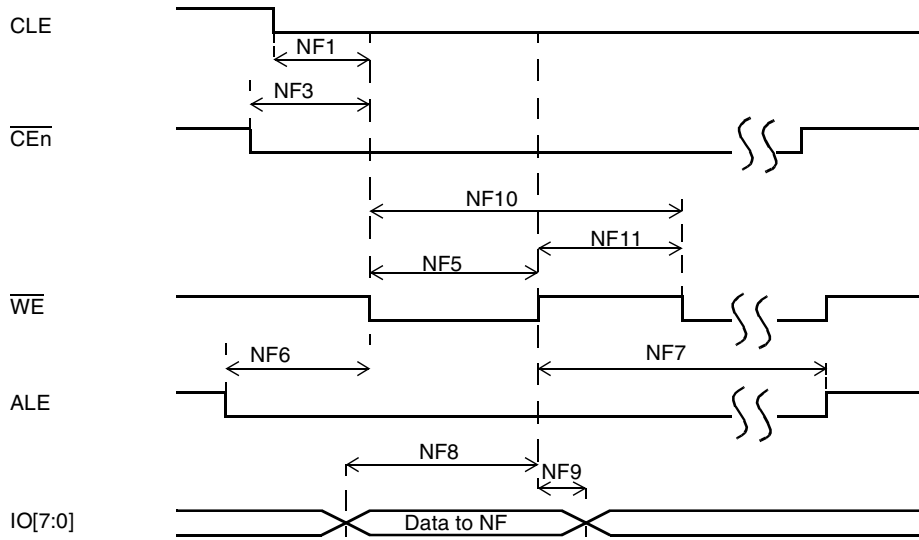 CLE
NF1
NF3
CEn
NF10
NF11
NF5
WE
NF6
NF7
ALE
NF8
NF9
IO[7:0]
Data to NF